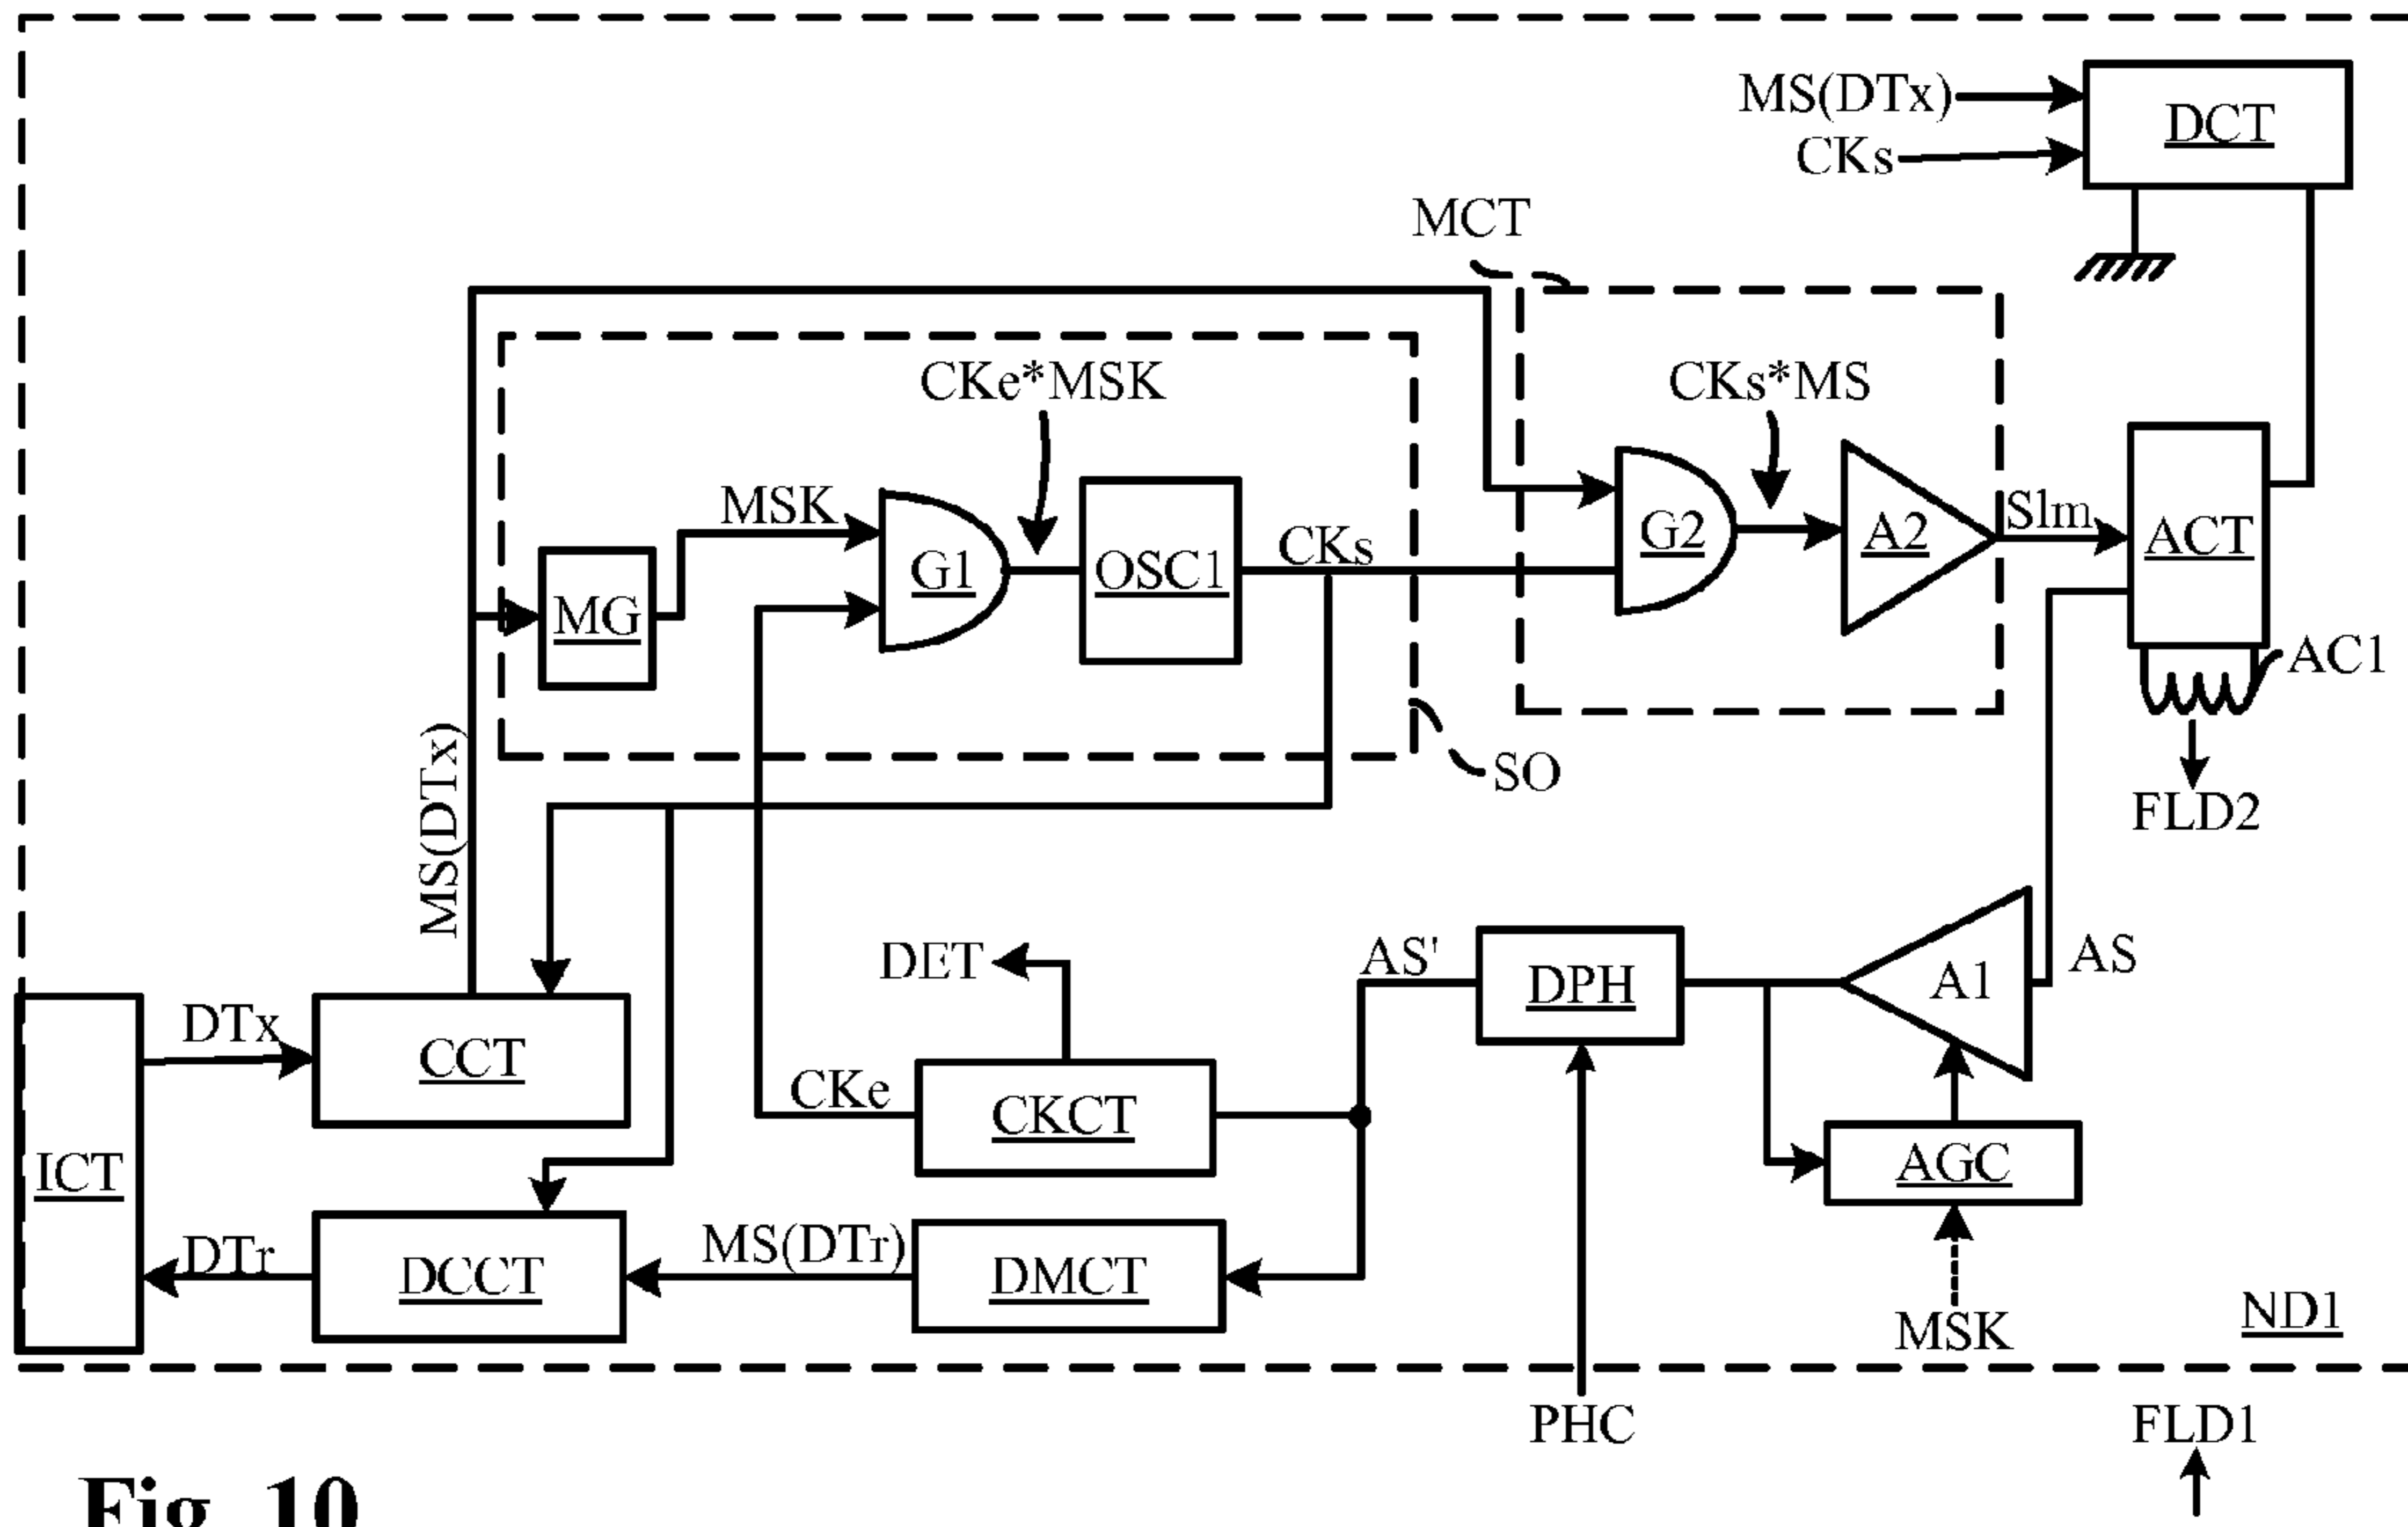 MS(DTx)
CKs
DCT
MCT
CKe*MSK
CKs*MS
MSK
G1
OSC1
CKs
G2
A2
Slm
ACT
MG
AC1
SO
FLD2
MS(DTx)
DET
AS'
DPH
A1
AS
DTx
CCT
CKe
CKCT
AGC
ICT
DTr
DCCT
MS(DTr)
DMCT
MSK
ND1
PHC
FLD1
Fig. 10